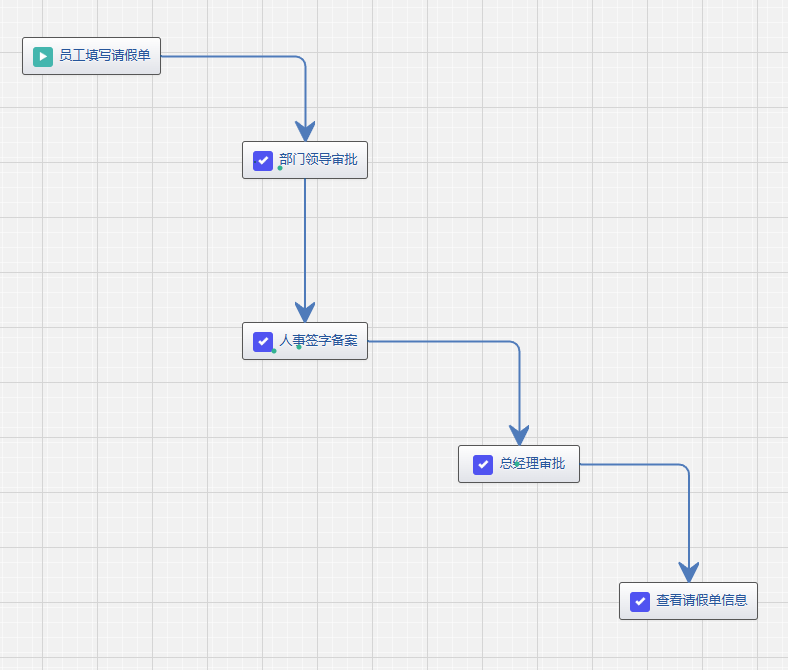 员工填写请假单
部门领导审批
人事签字备案
总经理审批
查看请假单信息